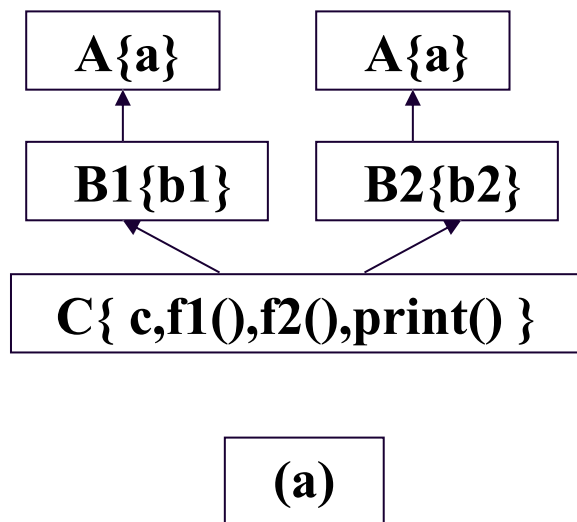 A{a} A{a}
B1{b1} B2{b2}
C{ c,f1(),f2(),print() }
(a)